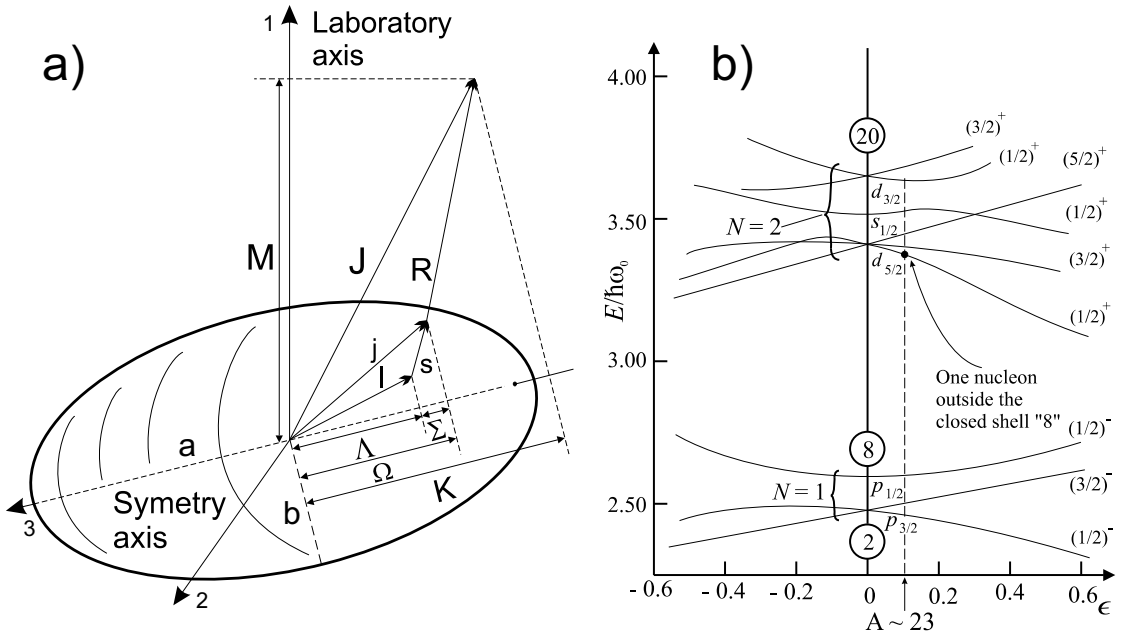 a)
1
Laboratory
axis
M
J
R
j
l
s
Λ
Σ
Ω
K
a
b
Symetry
axis
3
2
b)
E/ħω₀
4.00
3.50
3.00
2.50
20
(3/2)⁺
(1/2)⁺
(5/2)⁺
d₃/₂
N = 2
s₁/₂
(1/2)⁺
d₅/₂
(3/2)⁺
(1/2)⁺
One nucleon
outside the
closed shell "8"
8
(1/2)⁻
N = 1
p₁/₂
(3/2)⁻
p₃/₂
2
(1/2)⁻
- 0.6
- 0.4
- 0.2
0
0.2
0.4
0.6
ϵ
A ~ 23